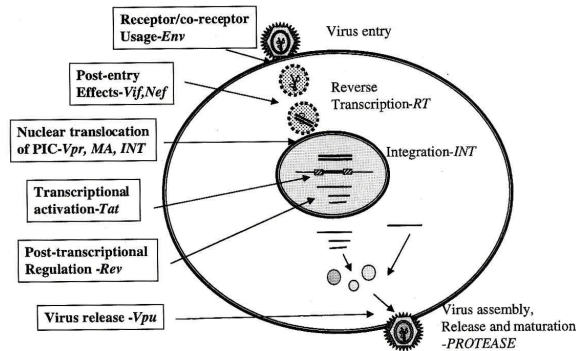 Receptor/co-receptor
Usage-Env
Virus entry
Post-entry
Effects-Vif,Nef
Reverse
Transcription-RT
Nuclear translocation
of PIC-Vpr, MA, INT
Integration-INT
Transcriptional
activation-Tat
Post-transcriptional
Regulation -Rev
Virus release -Vpu
Virus assembly,
Release and maturation
-PROTEASE